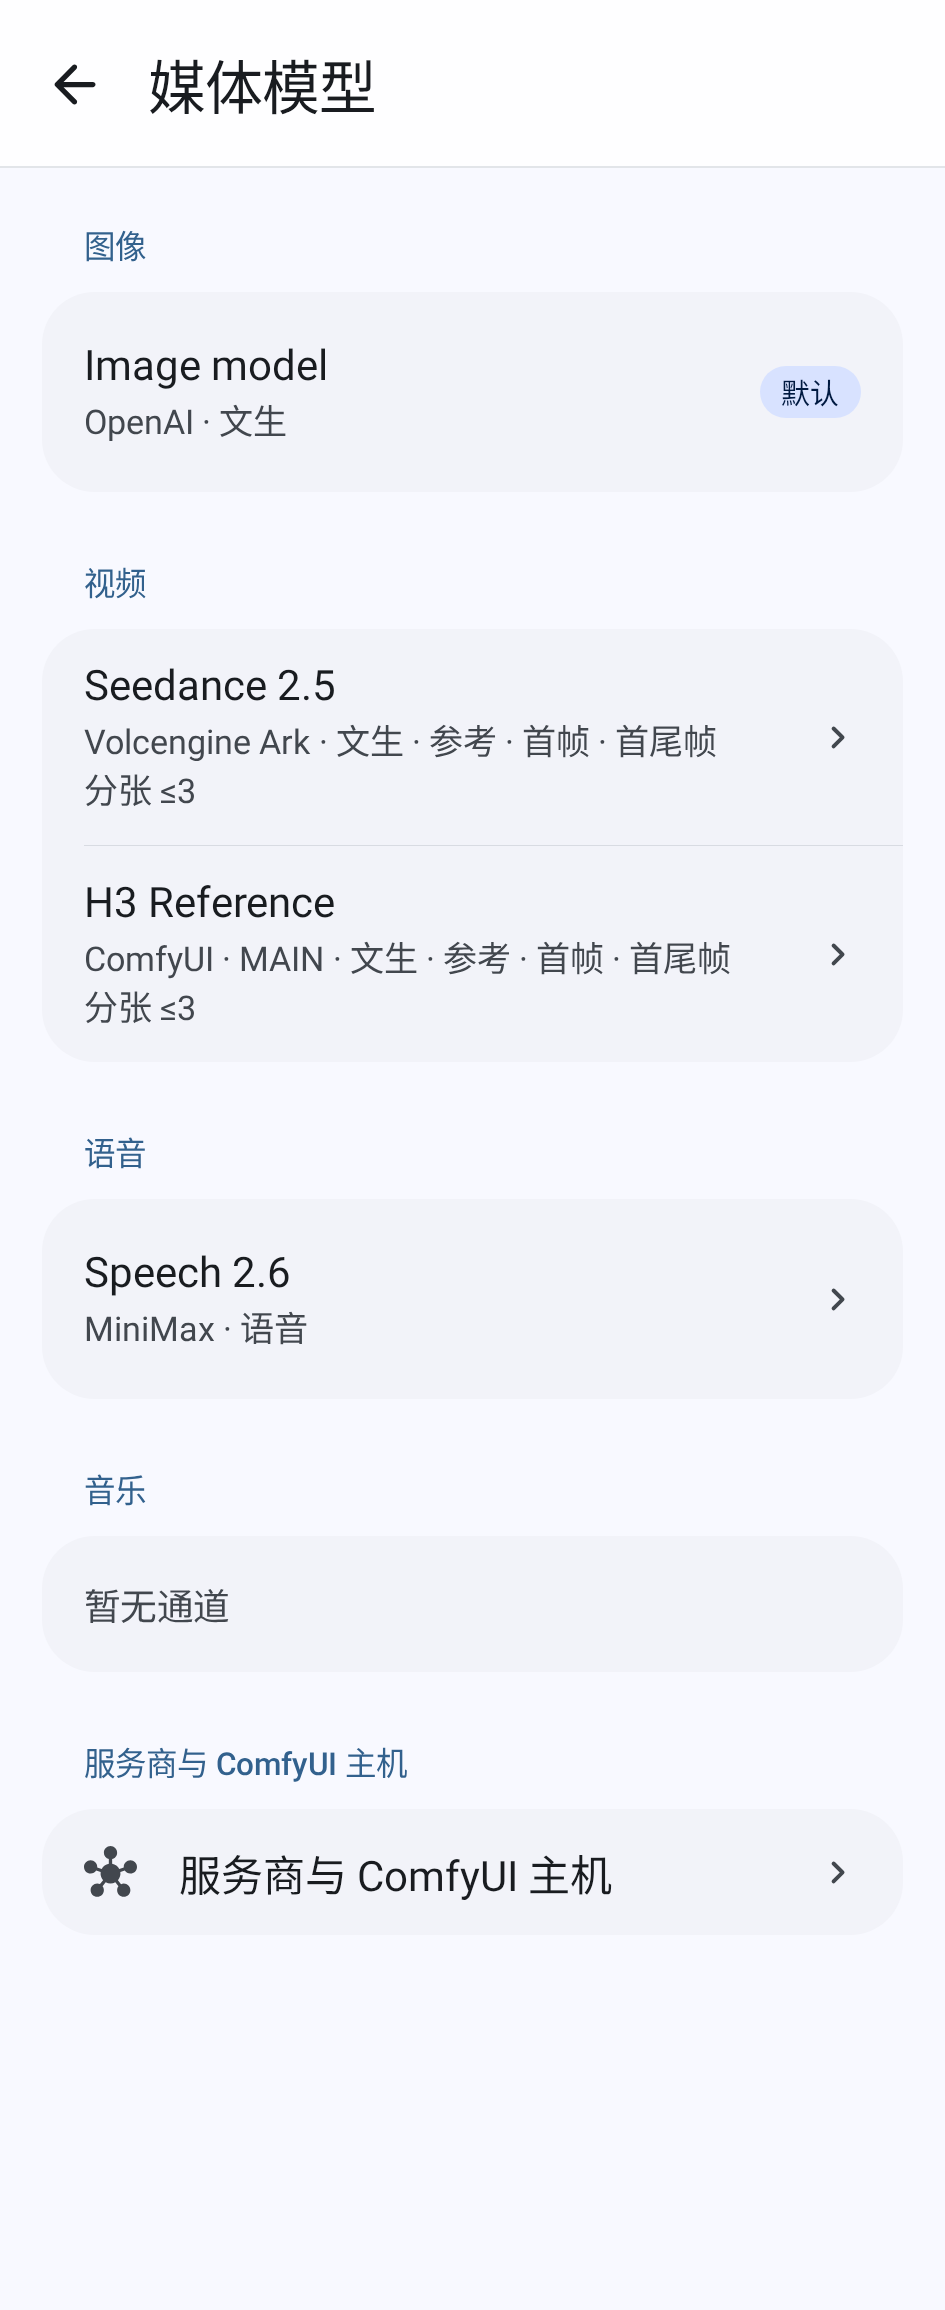 媒体模型
图像
Image model
OpenAI · 文生
默认
视频
Seedance 2.5
Volcengine Ark · 文生 · 参考 · 首帧 · 首尾帧
分张 ≤3
H3 Reference
ComfyUI · MAIN · 文生 · 参考 · 首帧 · 首尾帧
分张 ≤3
语音
Speech 2.6
MiniMax · 语音
音乐
暂无通道
服务商与 ComfyUI 主机
服务商与 ComfyUI 主机